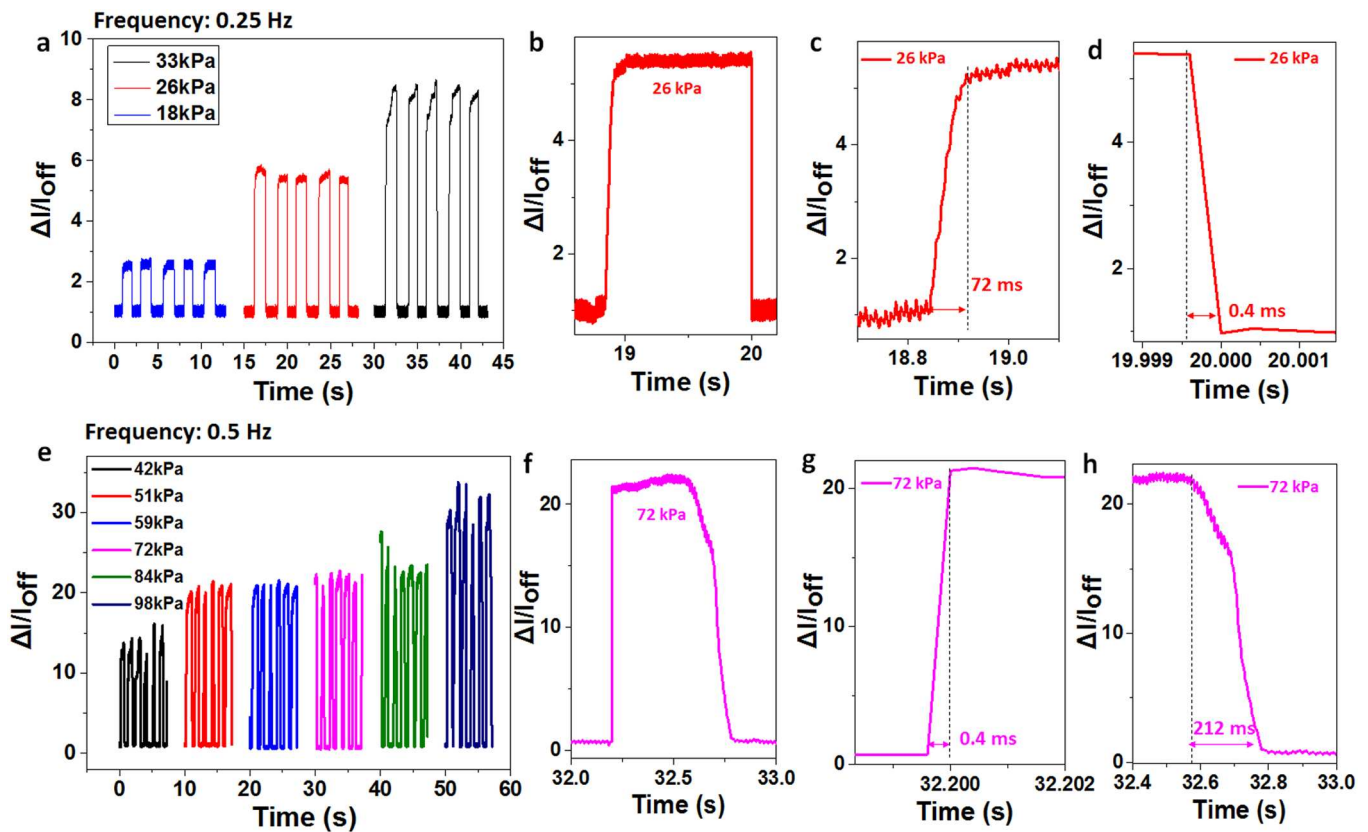 Frequency: 0.25 Hz
a
10
8
6
4
2
0
33kPa
26kPa
18kPa
ΔI/Ioff
0 5 10 15 20 25 30 35 40 45
Time (s)
b
4
2
26 kPa
ΔI/Ioff
19 20
Time (s)
c
26 kPa
4
2
72 ms
ΔI/Ioff
18.8 19.0
Time (s)
d
26 kPa
4
2
0.4 ms
ΔI/Ioff
19.999 20.000 20.001
Time (s)
Frequency: 0.5 Hz
e
30
20
10
0
42kPa
51kPa
59kPa
72kPa
84kPa
98kPa
ΔI/Ioff
0 10 20 30 40 50 60
Time (s)
f
20
10
0
72 kPa
ΔI/Ioff
32.0 32.5 33.0
Time (s)
g
72 kPa
20
10
0
0.4 ms
ΔI/Ioff
32.200 32.202
Time (s)
h
72 kPa
20
10
0
212 ms
ΔI/Ioff
32.4 32.6 32.8 33.0
Time (s)